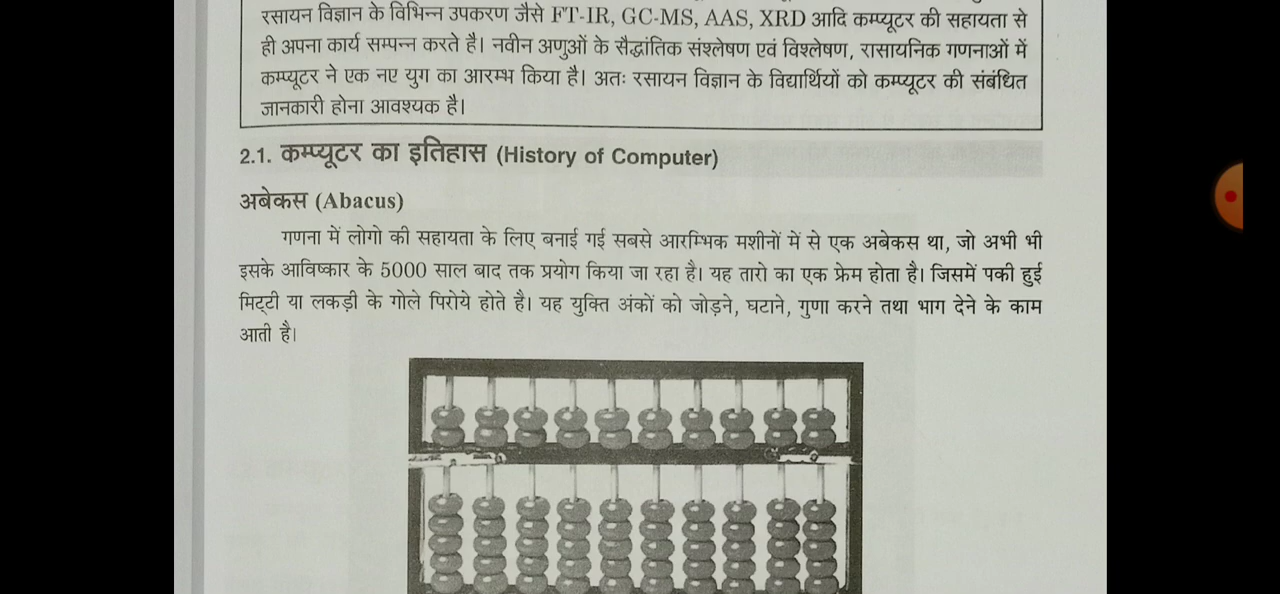 रसायन विज्ञान के विभिन्न उपकरण जैसे FT-IR, GC-MS, AAS, XRD आदि कम्प्यूटर की सहायता से
ही अपना कार्य सम्पन्न करते है। नवीन अणुओं के सैद्धांतिक संश्लेषण एवं विश्लेषण, रासायनिक गणनाओं में
कम्प्यूटर ने एक नए युग का आरम्भ किया है। अतः रसायन विज्ञान के विद्यार्थियों को कम्प्यूटर की संबंधित
जानकारी होना आवश्यक है।
2.1. कम्प्यूटर का इतिहास (History of Computer)
अबेकस (Abacus)
गणना में लोगो की सहायता के लिए बनाई गई सबसे आरम्भिक मशीनों में से एक अबेकस था, जो अभी भी
इसके आविष्कार के 5000 साल बाद तक प्रयोग किया जा रहा है। यह तारो का एक फ्रेम होता है। जिसमें पकी हुई
मिट्टी या लकड़ी के गोले पिरोये होते है। यह युक्ति अंकों को जोड़ने, घटाने, गुणा करने तथा भाग देने के काम
आती है।